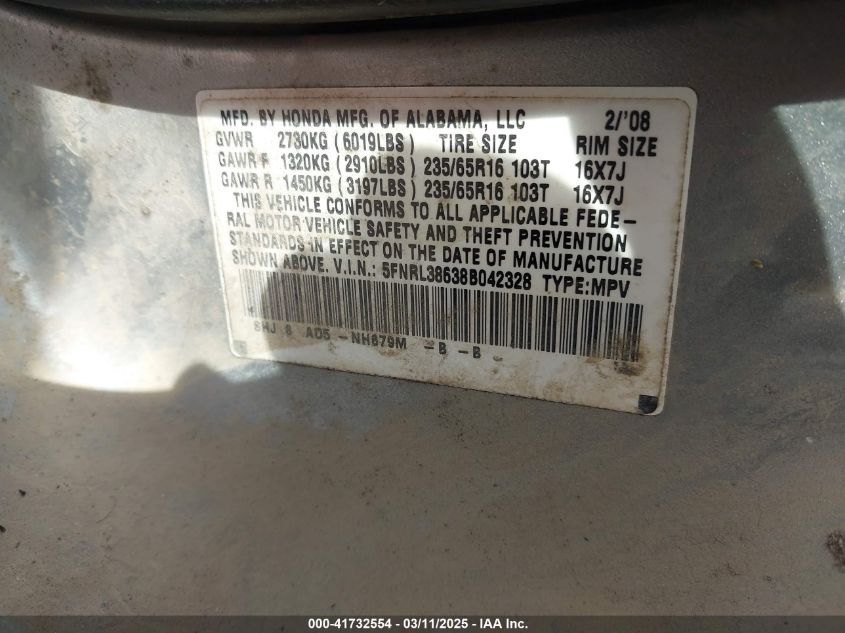 MFD. BY HONDA MFG. OF ALABAMA, LLC 2/'08
GVWR 2730KG (6019LBS) TIRE SIZE RIM SIZE
GAWR F 1320KG (2910LBS) 235/65R16 103T 16X7J
GAWR R 1450KG (3197LBS) 235/65R16 103T 16X7J
THIS VEHICLE CONFORMS TO ALL APPLICABLE FEDE-
RAL MOTOR VEHICLE SAFETY AND THEFT PREVENTION
STANDARDS IN EFFECT ON THE DATE OF MANUFACTURE
SHOWN ABOVE. V.I.N.: 5FNRL38638B042328 TYPE:MPV
SHJ 8 AD5 -NH679M -B -B
000-41732554 - 03/11/2025 - IAA Inc.